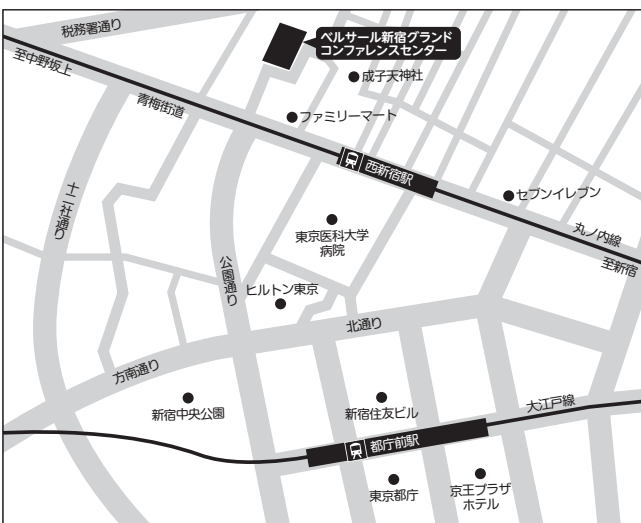 税務署通り
ベルサール新宿グランド
コンファレンスセンター
至中野坂上
成子天神社
青梅街道
ファミリーマート
西新宿駅
十二社通り
セブンイレブン
東京医科大学
病院
丸ノ内線
至新宿
公園通り
ヒルトン東京
北通り
方南通り
新宿中央公園
新宿住友ビル
大江戸線
都庁前駅
東京都庁
京王プラザ
ホテル